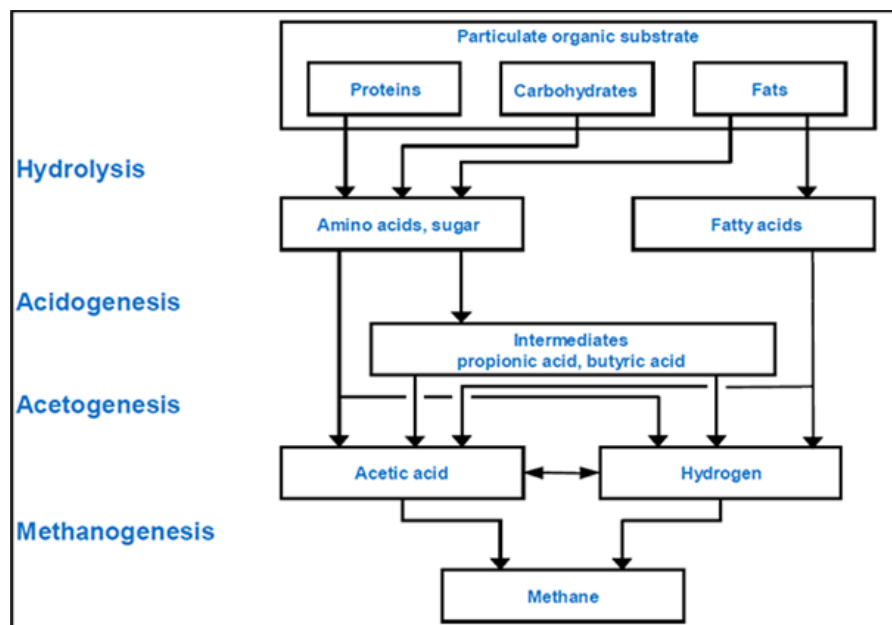 Particulate organic substrate
Proteins
Carbohydrates
Fats
Hydrolysis
Amino acids, sugar
Fatty acids
Acidogenesis
Intermediates
propionic acid, butyric acid
Acetogenesis
Acetic acid
Hydrogen
Methanogenesis
Methane